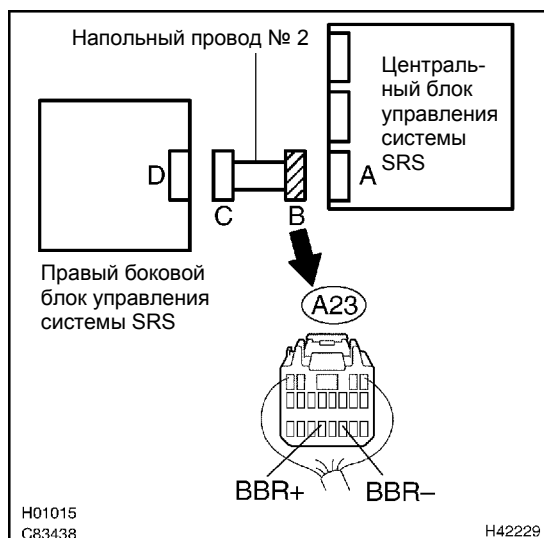 Напольный провод № 2
Централь-
ный блок
управления
системы
SRS
D
C
B
A
Правый боковой
блок управления
системы SRS
A23
BBR+
BBR−
H01015
C83438
H42229